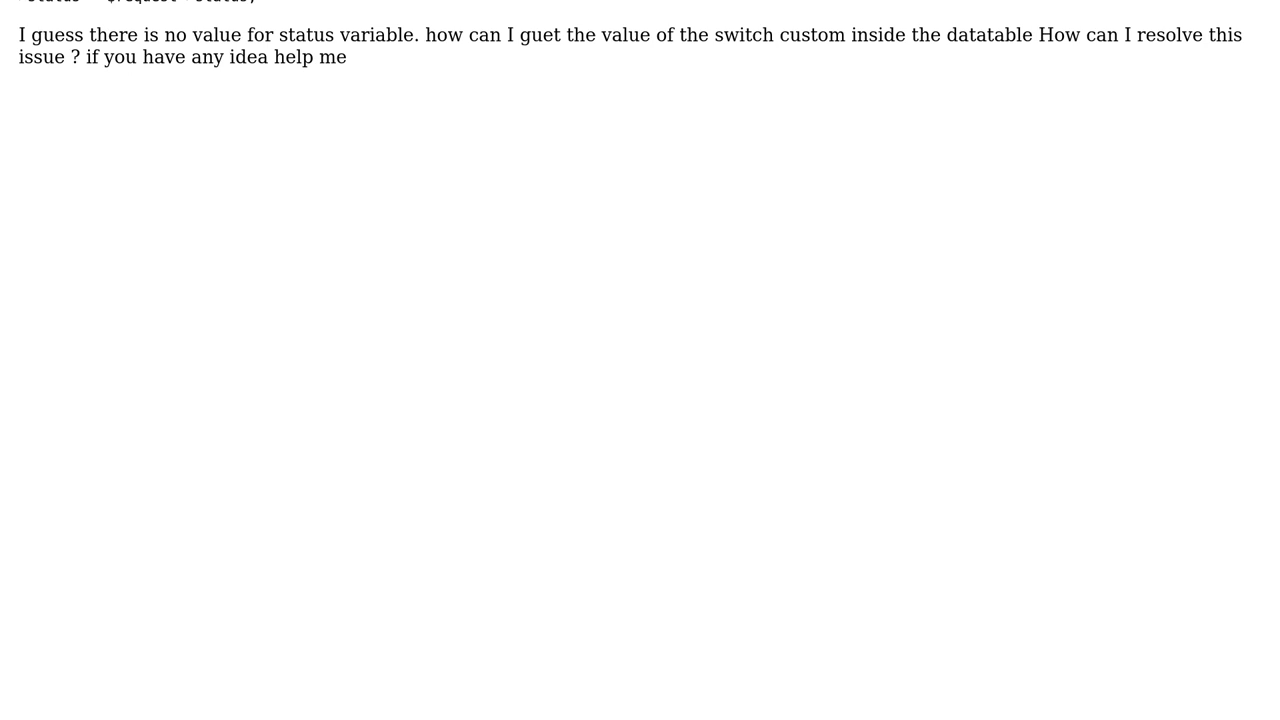 I guess there is no value for status variable. how can I guet the value of the switch custom inside the datatable How can I resolve this
issue ? if you have any idea help me